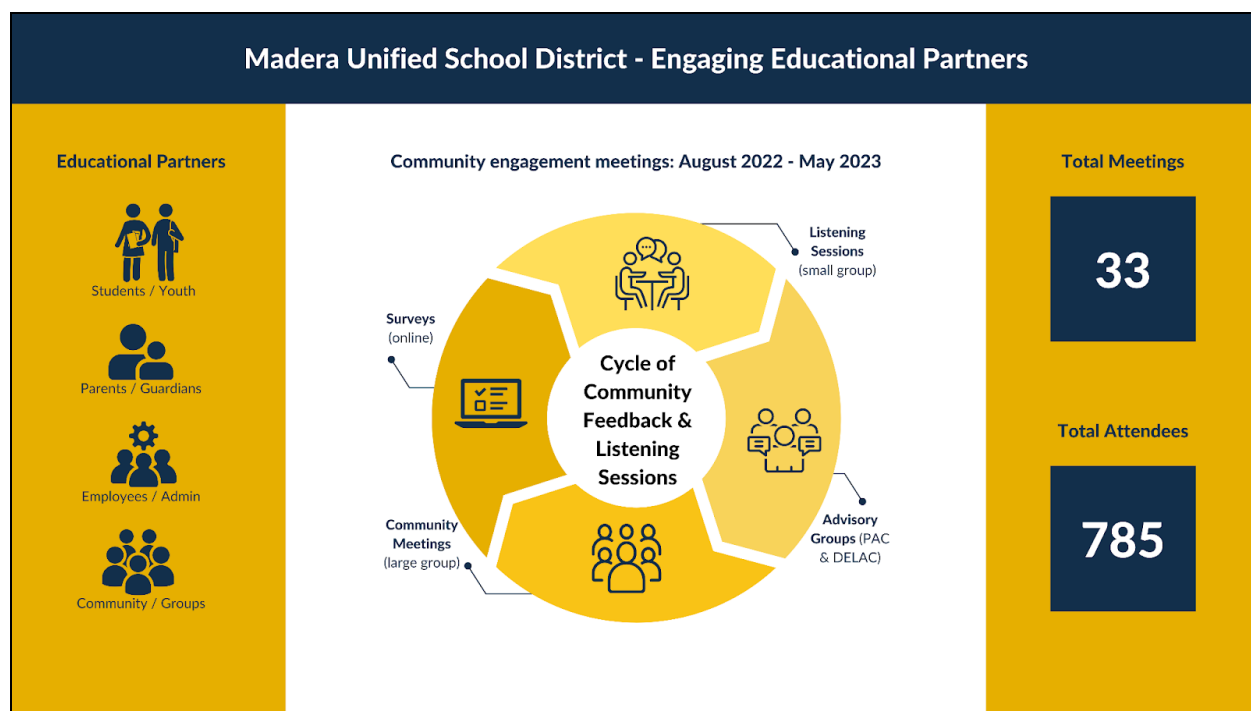 Madera Unified School District - Engaging Educational Partners
Educational Partners
Students / Youth
Parents / Guardians
Employees / Admin
Community / Groups
Community engagement meetings: August 2022 - May 2023
Listening
Sessions
(small group)
Surveys
(online)
Cycle of
Community
Feedback &
Listening
Sessions
Community
Meetings
(large group)
Advisory
Groups (PAC
& DELAC)
Total Meetings
33
Total Attendees
785